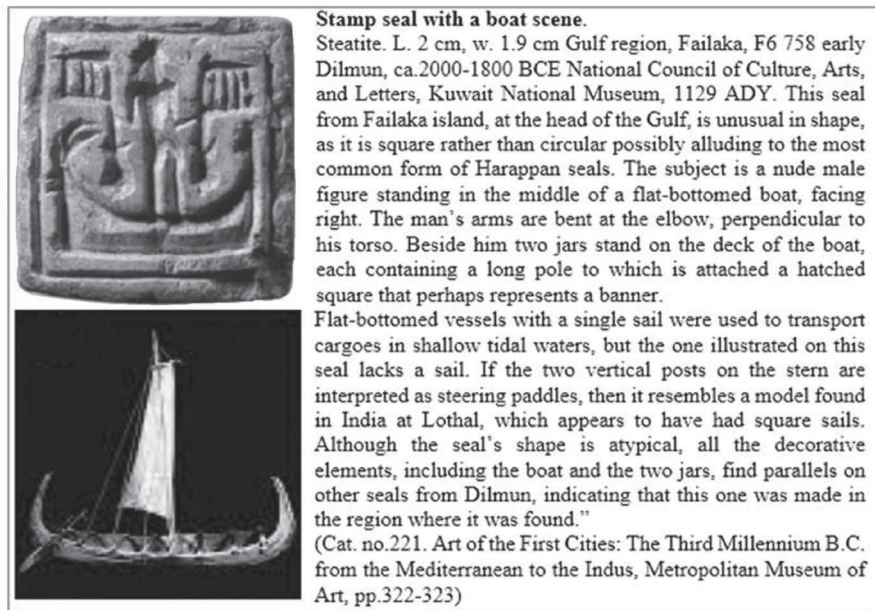 Stamp seal with a boat scene.
Steatite. L. 2 cm, w. 1.9 cm Gulf region, Failaka, F6 758 early
Dilmun, ca.2000-1800 BCE National Council of Culture, Arts,
and Letters, Kuwait National Museum, 1129 ADY. This seal
from Failaka island, at the head of the Gulf, is unusual in shape,
as it is square rather than circular possibly alluding to the most
common form of Harappan seals. The subject is a nude male
figure standing in the middle of a flat-bottomed boat, facing
right. The man's arms are bent at the elbow, perpendicular to
his torso. Beside him two jars stand on the deck of the boat,
each containing a long pole to which is attached a hatched
square that perhaps represents a banner.
Flat-bottomed vessels with a single sail were used to transport
cargoes in shallow tidal waters, but the one illustrated on this
seal lacks a sail. If the two vertical posts on the stern are
interpreted as steering paddles, then it resembles a model found
in India at Lothal, which appears to have had square sails.
Although the seal's shape is atypical, all the decorative
elements, including the boat and the two jars, find parallels on
other seals from Dilmun, indicating that this one was made in
the region where it was found."
(Cat. no.221. Art of the First Cities: The Third Millennium B.C.
from the Mediterranean to the Indus, Metropolitan Museum of
Art, pp.322-323)